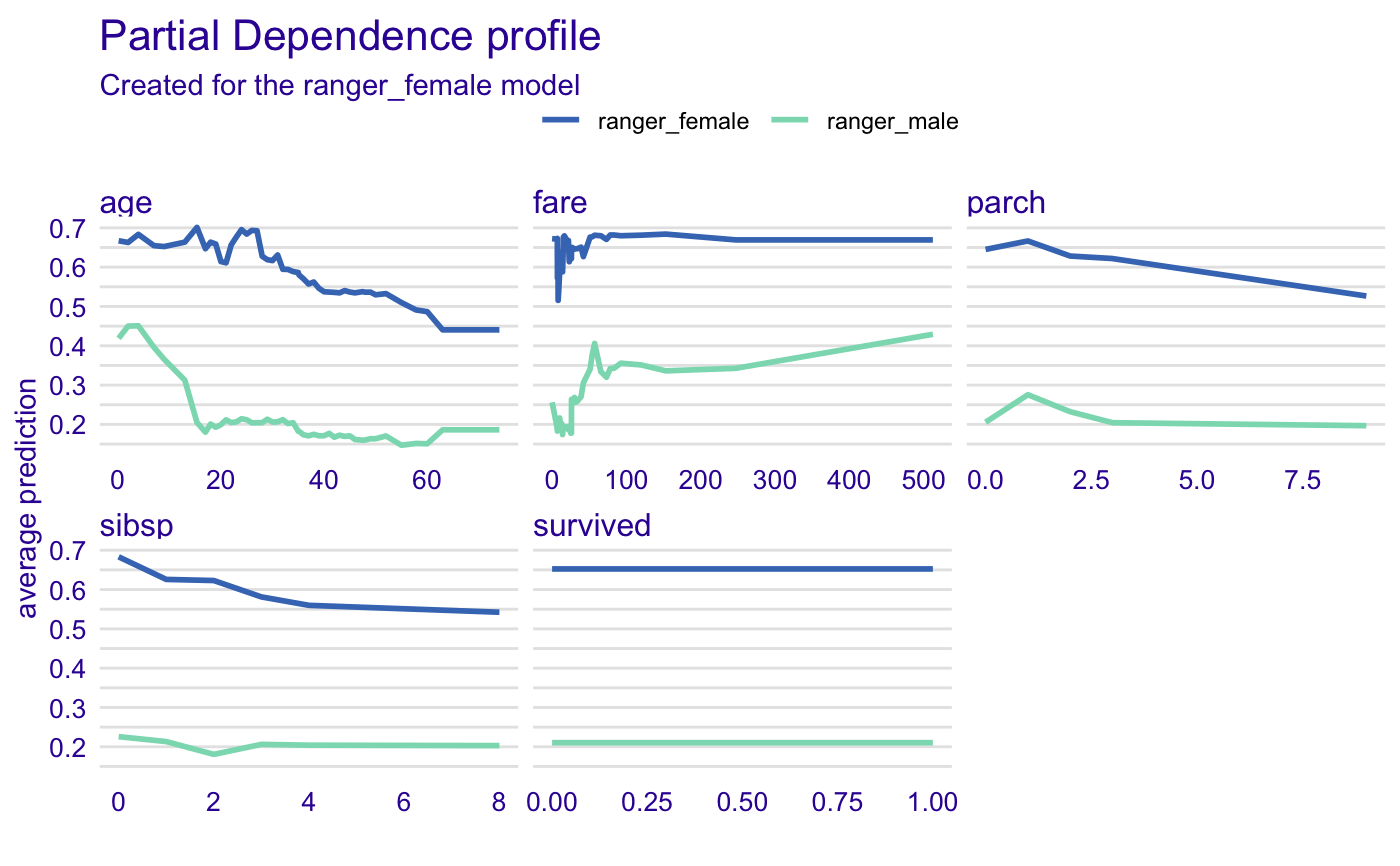 Partial Dependence profile
Created for the ranger_female model
ranger_female ranger_male
age fare parch
0.7
0.6
0.5
0.4
0.3
0.2
0 20 40 60 0 100 200 300 400 500 0.0 2.5 5.0 7.5
average prediction
sibsp survived
0.7
0.6
0.5
0.4
0.3
0.2
0 2 4 6 8 0.00 0.25 0.50 0.75 1.00